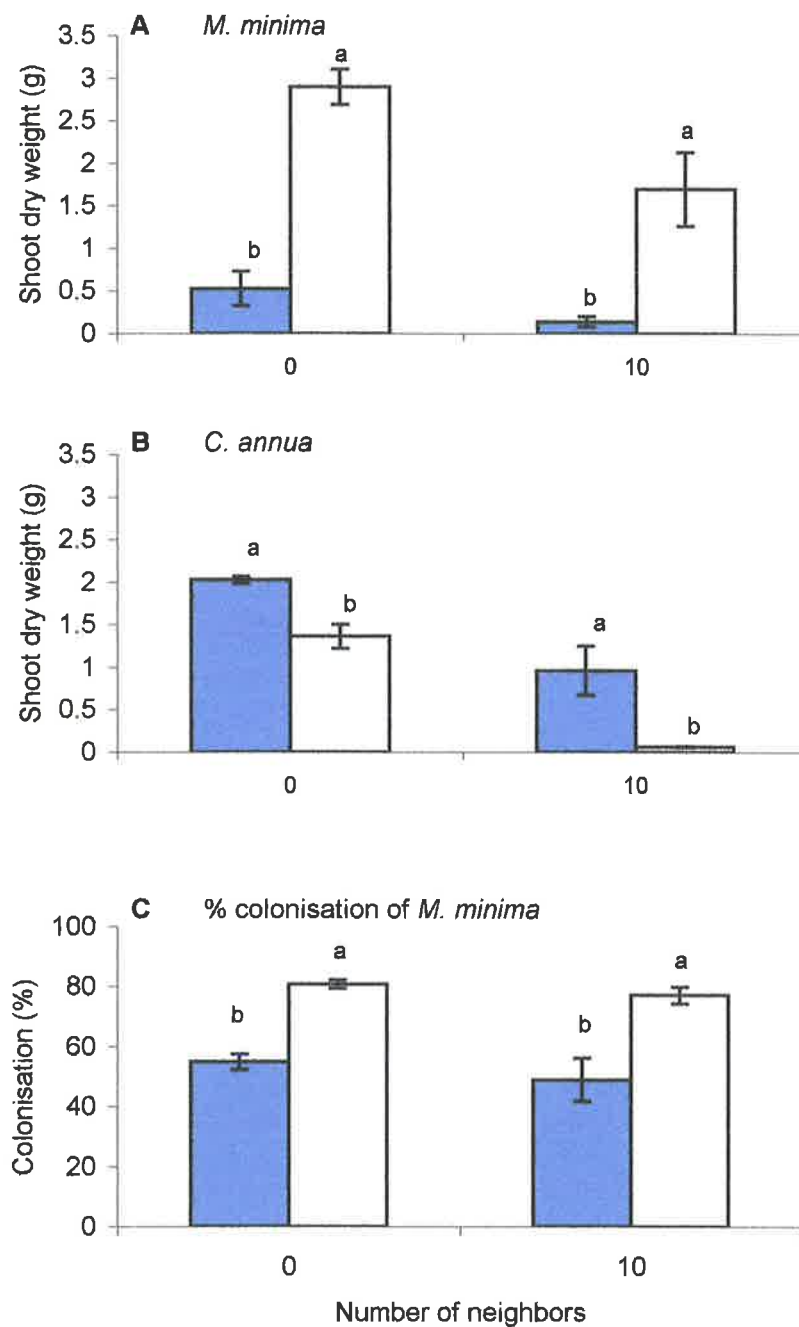 A M. minima
Shoot dry weight (g)
3.5
3
2.5
2
1.5
1
0.5
0
a
a
b
b
0 10
B C. annua
Shoot dry weight (g)
3.5
3
2.5
2
1.5
1
0.5
0
a
b
a
b
0 10
C % colonisation of M. minima
Colonisation (%)
100
80
60
40
20
0
a
a
b
b
0 10
Number of neighbors